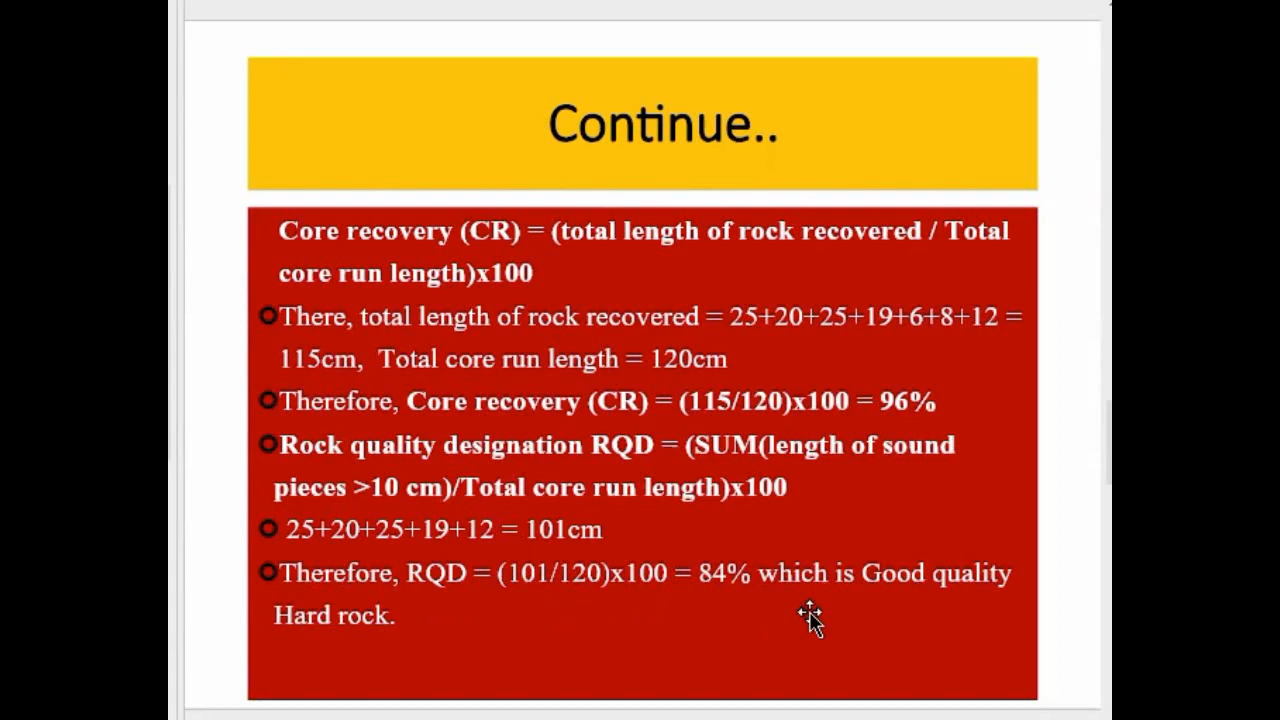 Continue..
Core recovery (CR) = (total length of rock recovered / Total
core run length)x100
There, total length of rock recovered = 25+20+25+19+6+8+12 =
115cm, Total core run length = 120cm
Therefore, Core recovery (CR) = (115/120)x100 = 96%
Rock quality designation RQD = (SUM(length of sound
pieces >10 cm)/Total core run length)x100
25+20+25+19+12 = 101cm
Therefore, RQD = (101/120)x100 = 84% which is Good quality
Hard rock.